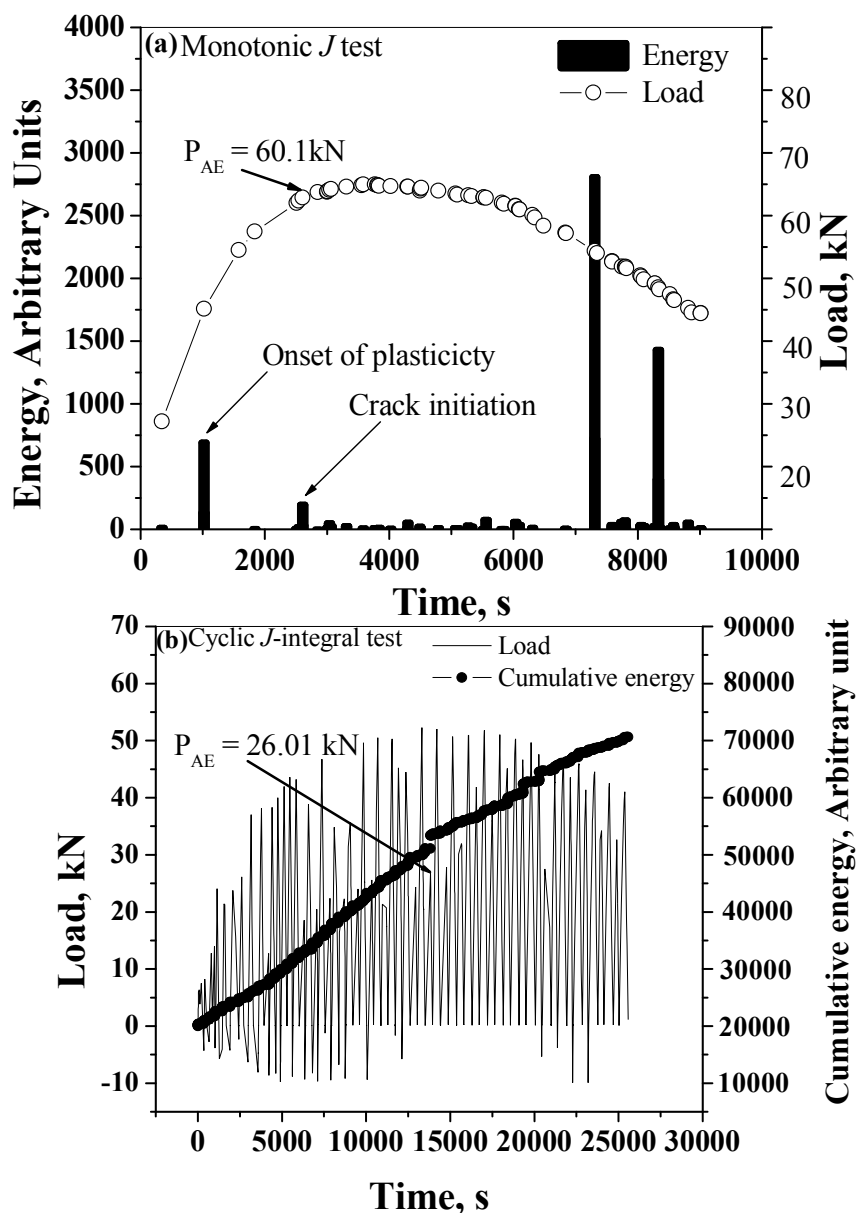 (a) Monotonic J test
Energy
Load
P_AE = 60.1kN
Onset of plasticicty
Crack initiation
Energy, Arbitrary Units
4000
3500
3000
2500
2000
1500
1000
500
0
Load, kN
80
70
60
50
40
30
20
0 2000 4000 6000 8000 10000
Time, s
(b) Cyclic J-integral test
Load
Cumulative energy
P_AE = 26.01 kN
Load, kN
70
60
50
40
30
20
10
0
-10
Cumulative energy, Arbitrary unit
90000
80000
70000
60000
50000
40000
30000
20000
10000
0 5000 10000 15000 20000 25000 30000
Time, s